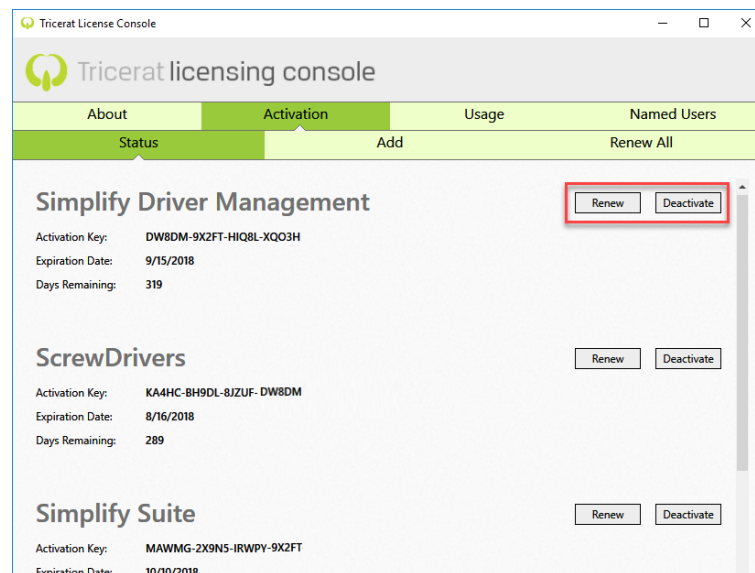 Tricerat License Console
Tricerat licensing console
About Activation Usage Named Users
Status Add Renew All
Simplify Driver Management Renew Deactivate
Activation Key: DW8DM-9X2FT-HIQ8L-XQO3H
Expiration Date: 9/15/2018
Days Remaining: 319
ScrewDrivers Renew Deactivate
Activation Key: KA4HC-BH9DL-8JZUF- DW8DM
Expiration Date: 8/16/2018
Days Remaining: 289
Simplify Suite Renew Deactivate
Activation Key: MAWMG-2X9N5-IRWPY-9X2FT
Expiration Date: 10/10/2018